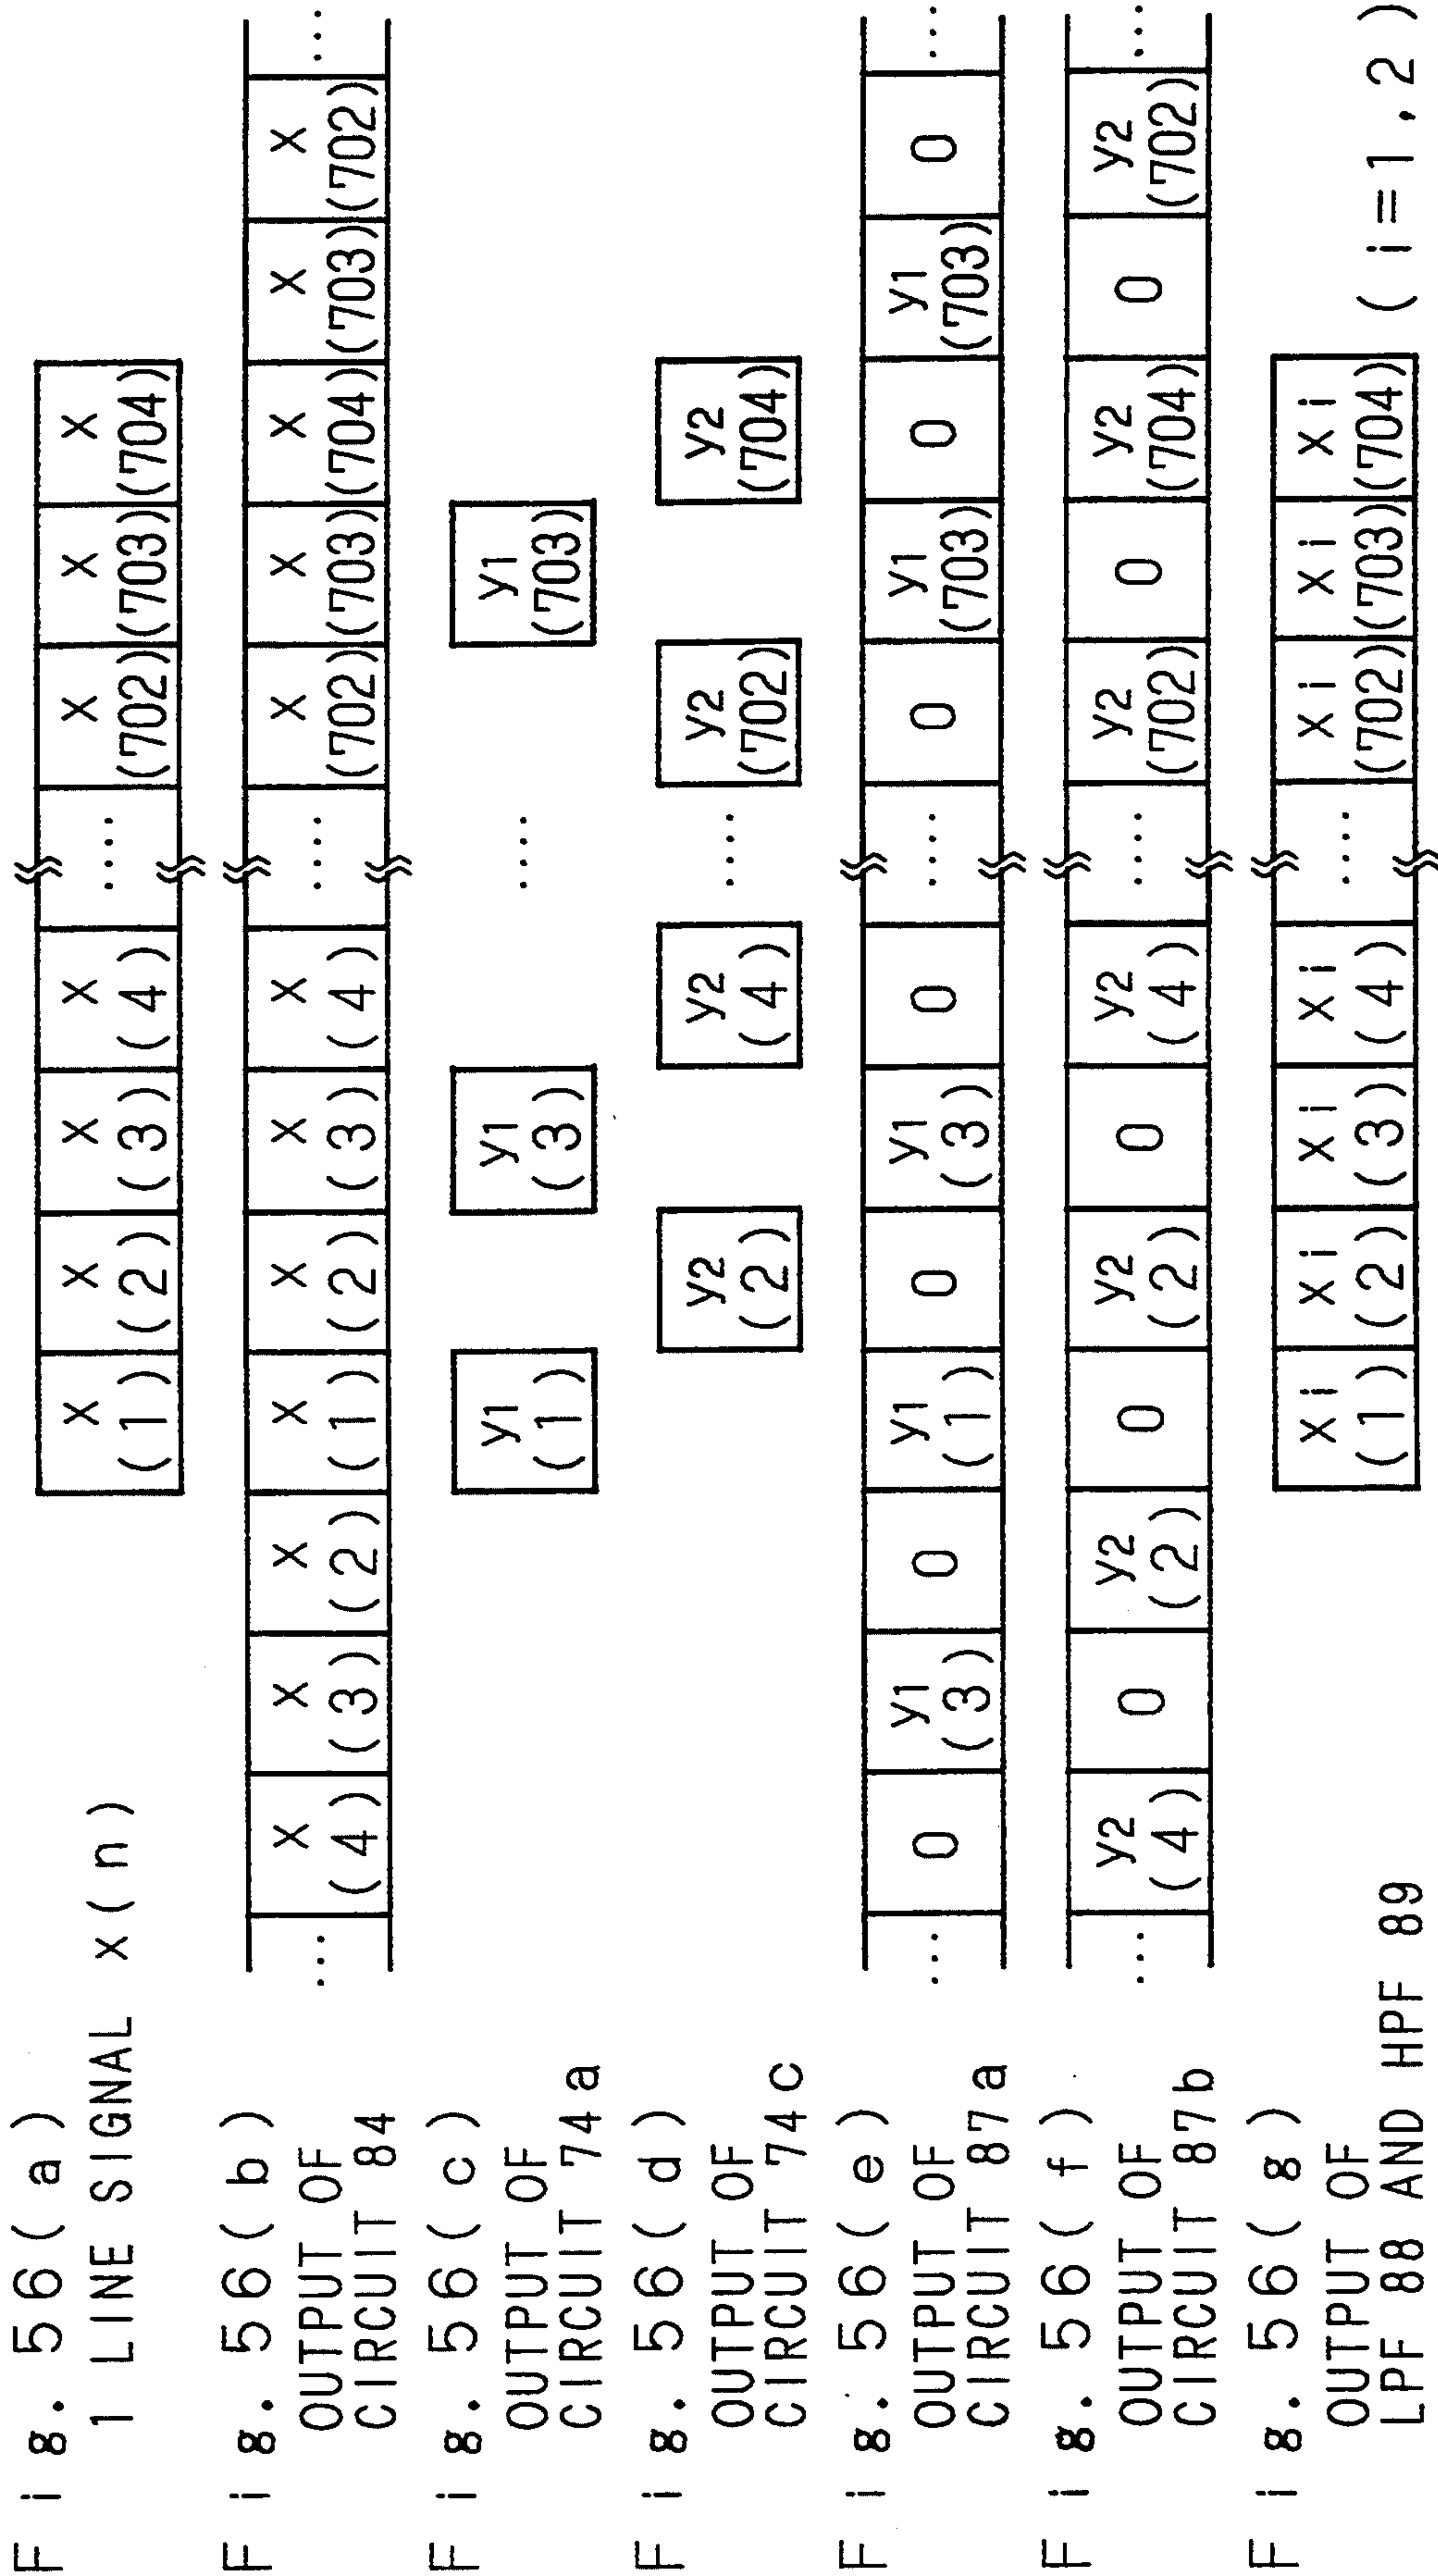 Fig. 56(a)
1 LINE SIGNAL x(n)
x (1) x (2) x (3) x (4) .... x (702) x (703) x (704)
Fig. 56(b)
OUTPUT OF
CIRCUIT 84
... x (4) x (3) x (2) x (1) x (2) x (3) x (4) .... x (702) x (703) x (704) x (703) x (702) ...
Fig. 56(c)
OUTPUT OF
CIRCUIT 74a
y1 (1) y1 (3) .... y1 (703)
Fig. 56(d)
OUTPUT OF
CIRCUIT 74c
y2 (2) y2 (4) .... y2 (702) y2 (704)
Fig. 56(e)
OUTPUT OF
CIRCUIT 87a
... 0 y1 (3) 0 y1 (1) 0 y1 (3) 0 .... 0 y1 (703) 0 y1 (703) 0 ...
Fig. 56(f)
OUTPUT OF
CIRCUIT 87b
... y2 (4) 0 y2 (2) 0 y2 (2) 0 y2 (4) .... y2 (702) 0 y2 (704) 0 y2 (702) ...
Fig. 56(g)
OUTPUT OF
LPF 88 AND HPF 89
xi (1) xi (2) xi (3) xi (4) .... xi (702) xi (703) xi (704)
(i=1,2)